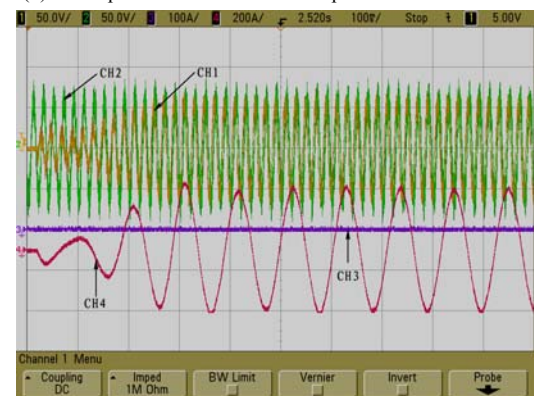 1 50.0V/ 2 50.0V/ 3 100A/ 4 200A/ 2.520s 100▽/ Stop 1 5.00V
CH2
CH1
CH3
CH4
Channel 1 Menu
Coupling
DC
Imped
1M Ohm
BW Limit
Vernier
Invert
Probe